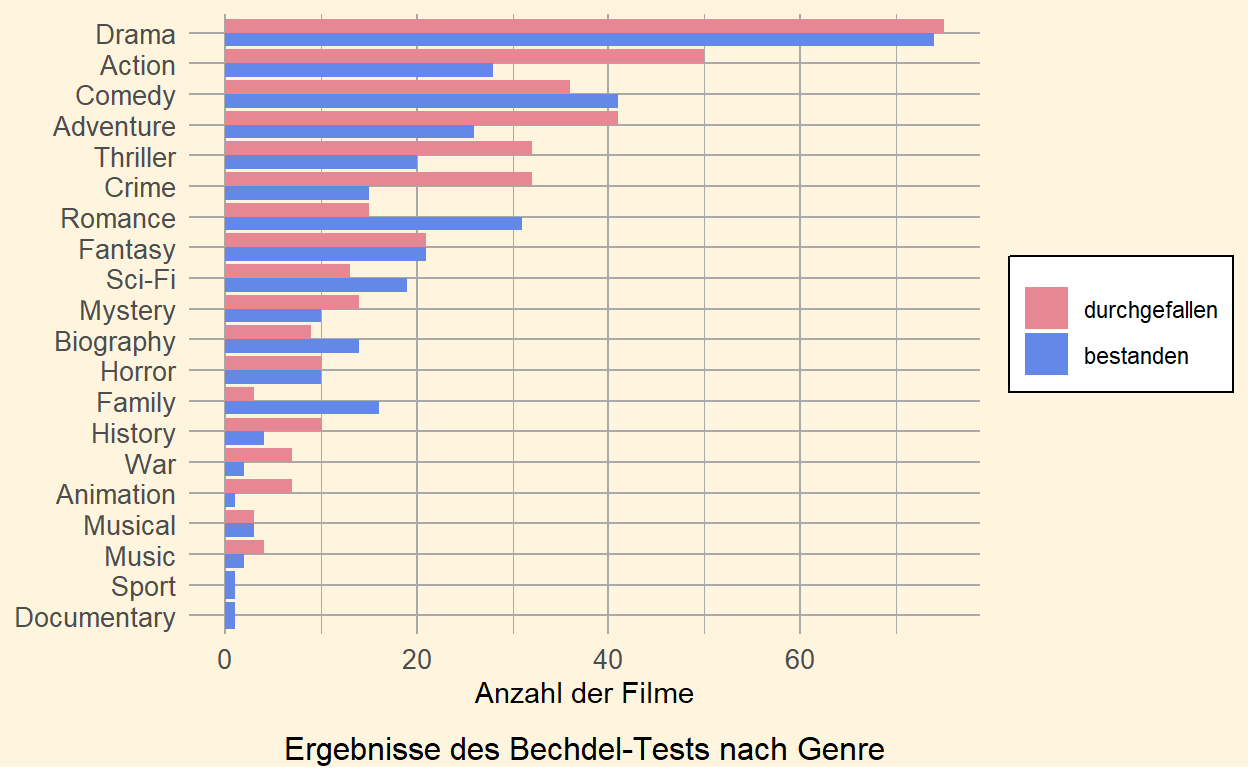 Drama
Action
Comedy
Adventure
Thriller
Crime
Romance
Fantasy
Sci-Fi
Mystery
Biography
Horror
Family
History
War
Animation
Musical
Music
Sport
Documentary
0 20 40 60
Anzahl der Filme
Ergebnisse des Bechdel-Tests nach Genre
durchgefallen
bestanden